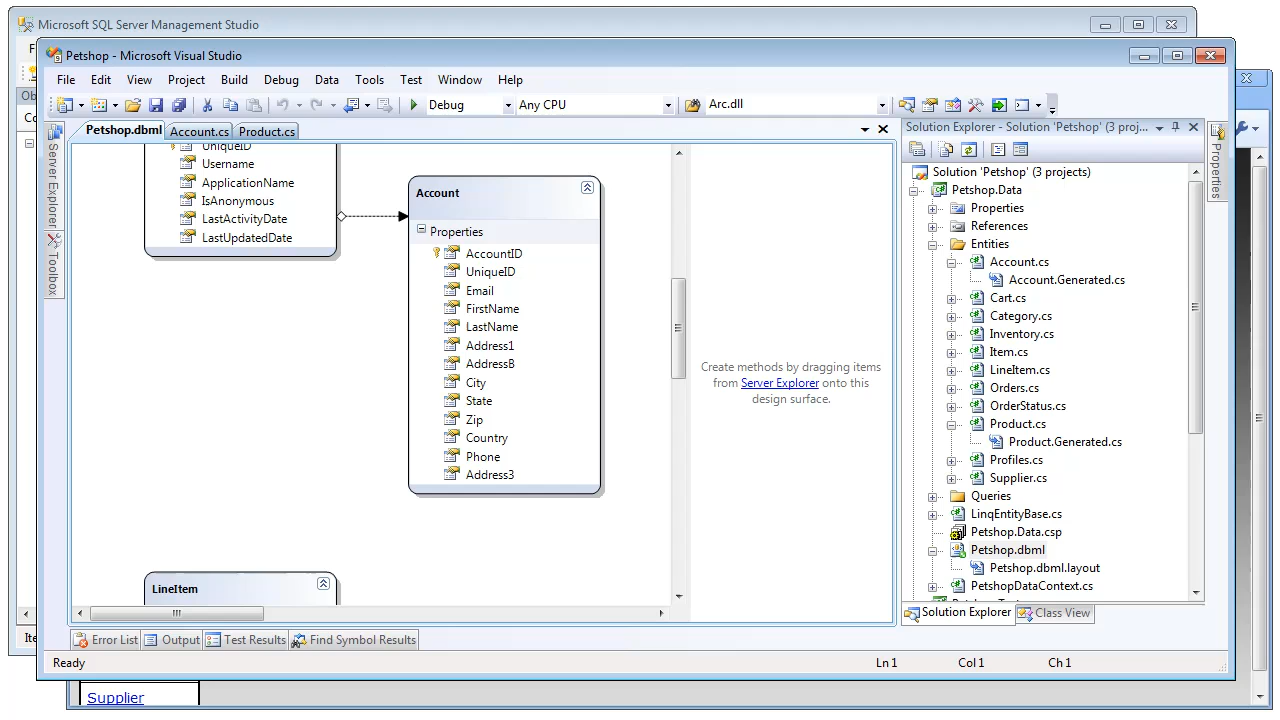 Microsoft SQL Server Management Studio
F
Petshop - Microsoft Visual Studio
File Edit View Project Build Debug Data Tools Test Window Help
Debug Any CPU Arc.dll
Petshop.dbml Account.cs Product.cs
Server Explorer
Toolbox
UniqueID
Username
ApplicationName
IsAnonymous
LastActivityDate
LastUpdatedDate
Account
Properties
AccountID
UniqueID
Email
FirstName
LastName
Address1
AddressB
City
State
Zip
Country
Phone
Address3
LineItem
Create methods by dragging items
from Server Explorer onto this
design surface.
Solution Explorer - Solution 'Petshop' (3 proj...
Solution 'Petshop' (3 projects)
Petshop.Data
Properties
References
Entities
Account.cs
Account.Generated.cs
Cart.cs
Category.cs
Inventory.cs
Item.cs
LineItem.cs
Orders.cs
OrderStatus.cs
Product.cs
Product.Generated.cs
Profiles.cs
Supplier.cs
Queries
LinqEntityBase.cs
Petshop.Data.csp
Petshop.dbml
Petshop.dbml.layout
PetshopDataContext.cs
Solution Explorer Class View
Properties
Error List Output Test Results Find Symbol Results
Ready Ln 1 Col 1 Ch 1
Ob
Co
Ite
Supplier